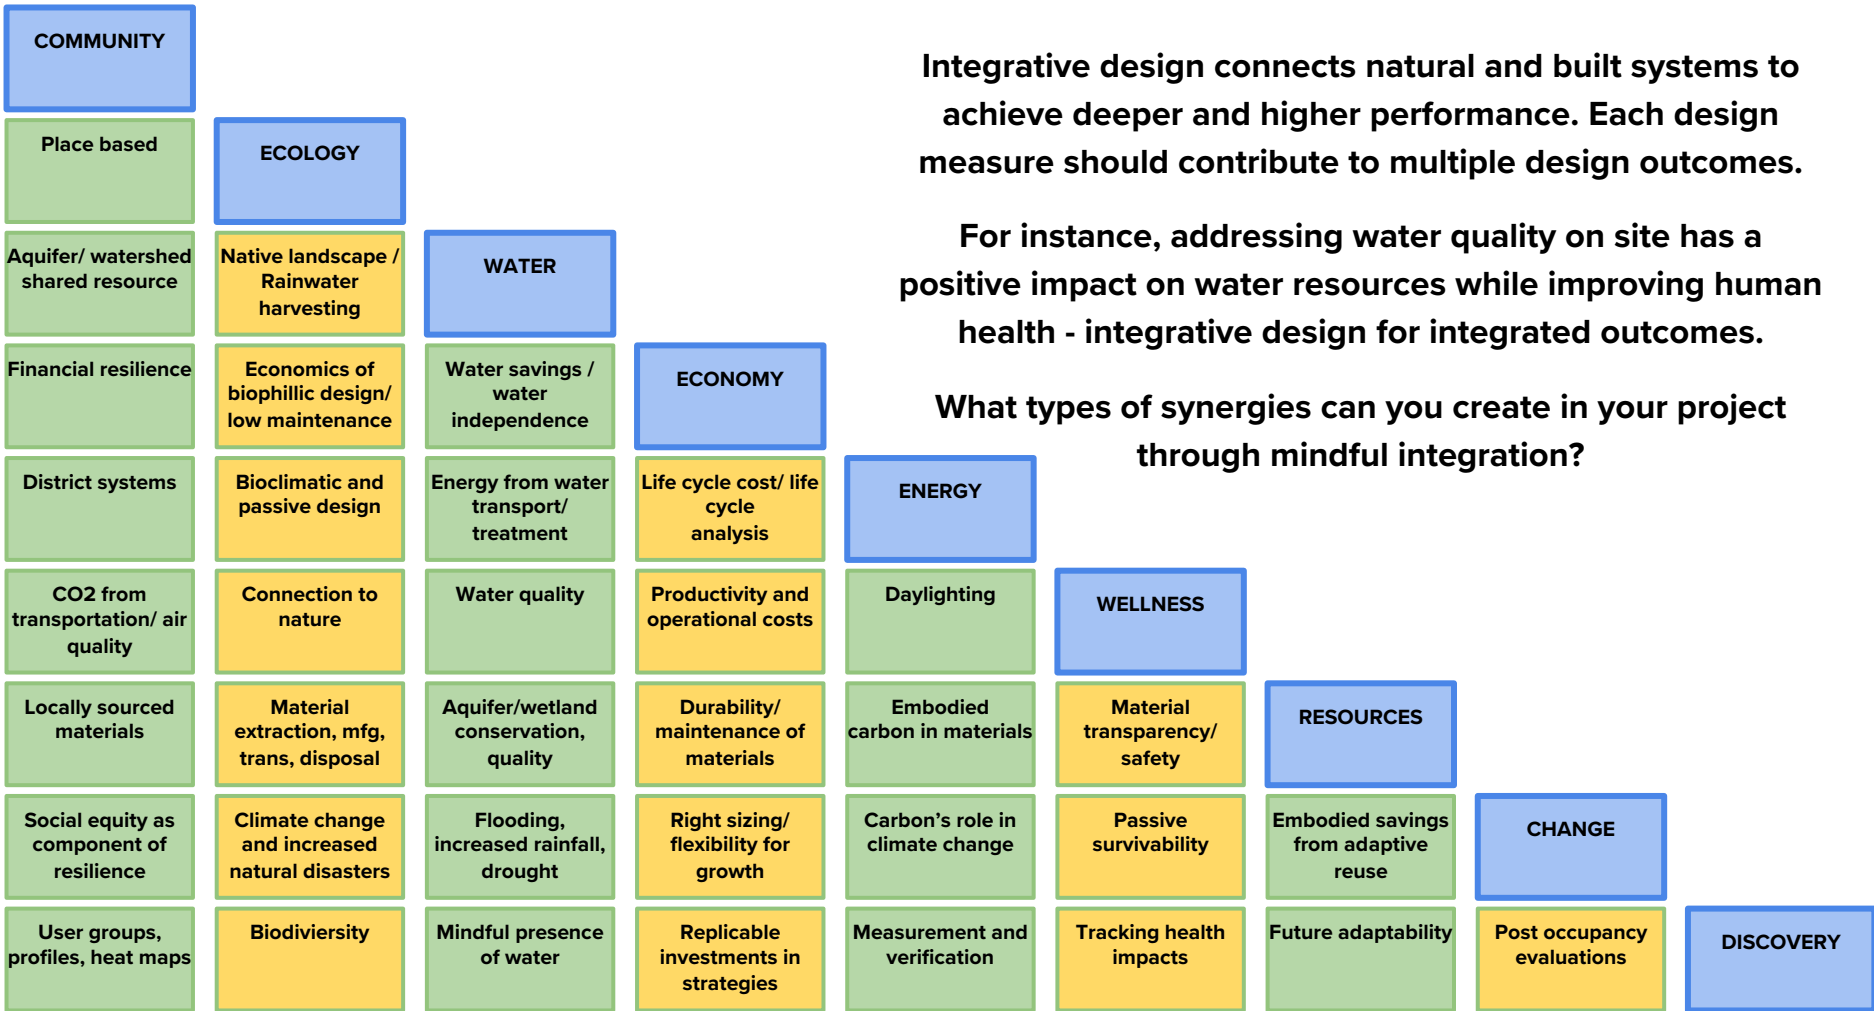 COMMUNITY
Integrative design connects natural and built systems to
achieve deeper and higher performance. Each design
measure should contribute to multiple design outcomes.
For instance, addressing water quality on site has a
positive impact on water resources while improving human
health - integrative design for integrated outcomes.
What types of synergies can you create in your project
through mindful integration?
Place based
ECOLOGY
Aquifer/ watershed
shared resource
Native landscape /
Rainwater
harvesting
WATER
Financial resilience
Economics of
biophillic design/
low maintenance
Water savings /
water
independence
ECONOMY
District systems
Bioclimatic and
passive design
Energy from water
transport/
treatment
Life cycle cost/ life
cycle
analysis
ENERGY
CO2 from
transportation/ air
quality
Connection to
nature
Water quality
Productivity and
operational costs
Daylighting
WELLNESS
Locally sourced
materials
Material
extraction, mfg,
trans, disposal
Aquifer/wetland
conservation,
quality
Durability/
maintenance of
materials
Embodied
carbon in materials
Material
transparency/
safety
RESOURCES
Social equity as
component of
resilience
Climate change
and increased
natural disasters
Flooding,
increased rainfall,
drought
Right sizing/
flexibility for
growth
Carbon’s role in
climate change
Passive
survivability
Embodied savings
from adaptive
reuse
CHANGE
User groups,
profiles, heat maps
Biodiviersity
Mindful presence
of water
Replicable
investments in
strategies
Measurement and
verification
Tracking health
impacts
Future adaptability
Post occupancy
evaluations
DISCOVERY